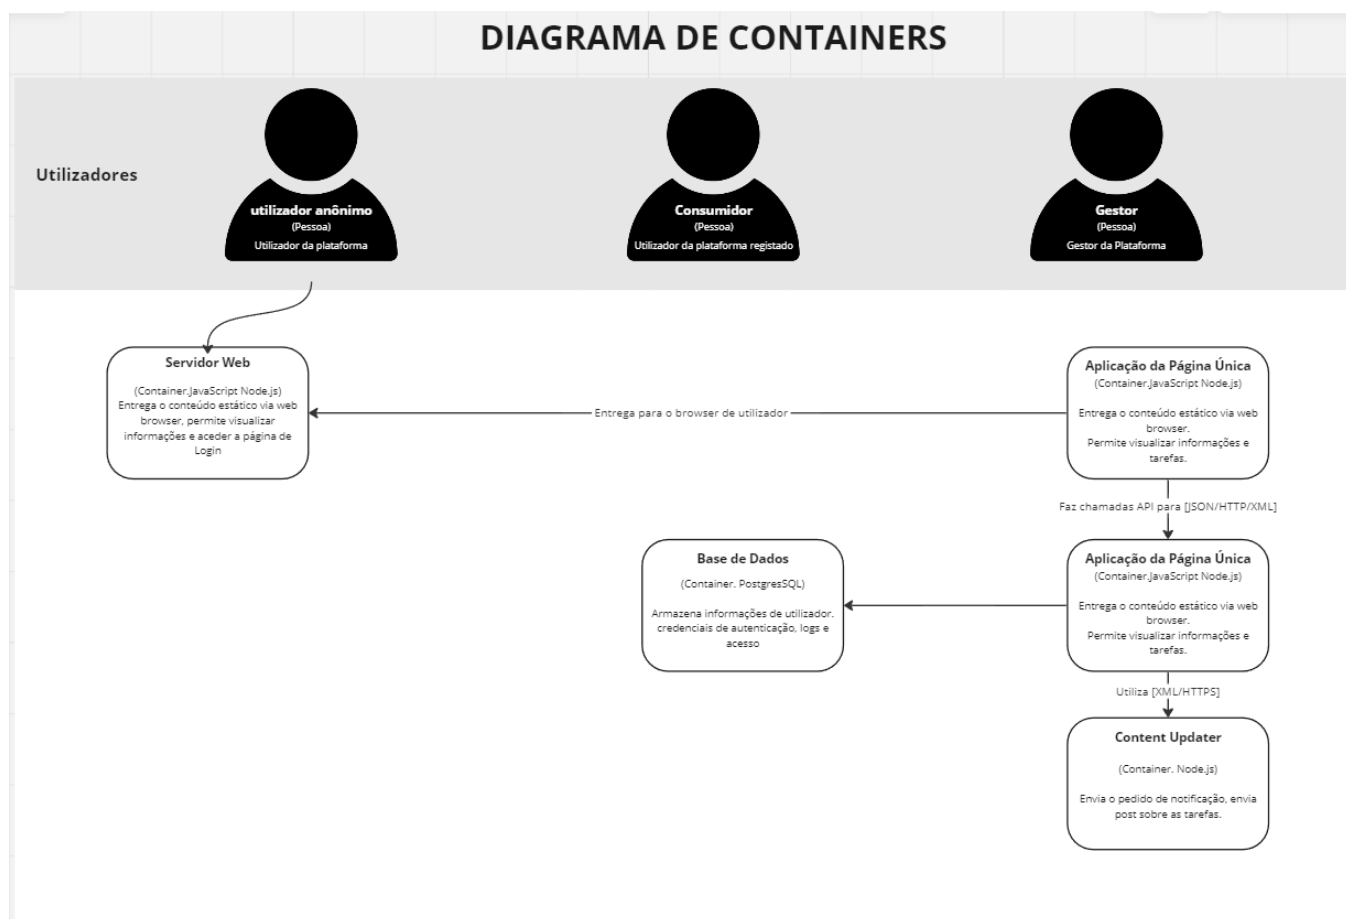 DIAGRAMA DE CONTAINERS
Utilizadores
utilizador anônimo
(Pessoa)
Utilizador da plataforma
Consumidor
(Pessoa)
Utilizador da plataforma registado
Gestor
(Pessoa)
Gestor da Plataforma
Servidor Web
(Container.JavaScript Node.js)
Entrega o conteúdo estático via web
browser, permite visualizar
informações e aceder a página de
Login
Entrega para o browser de utilizador
Aplicação da Página Única
(Container.JavaScript Node.js)
Entrega o conteúdo estático via web
browser.
Permite visualizar informações e
tarefas.
Faz chamadas API para [JSON/HTTP/XML]
Base de Dados
(Container. PostgresSQL)
Armazena informações de utilizador.
credenciais de autenticação, logs e
acesso
Aplicação da Página Única
(Container.JavaScript Node.js)
Entrega o conteúdo estático via web
browser.
Permite visualizar informações e
tarefas.
Utiliza [XML/HTTPS]
Content Updater
(Container. Node.js)
Envia o pedido de notificação, envia
post sobre as tarefas.